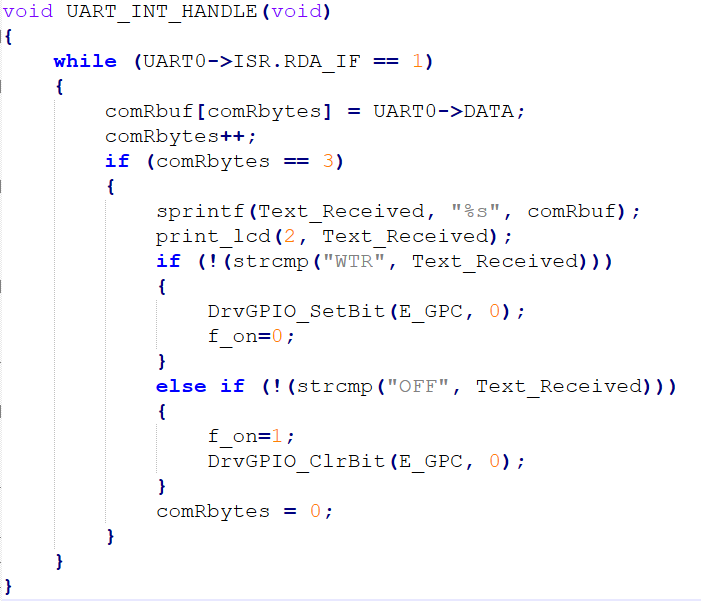 void UART_INT_HANDLE(void)
{
    while (UART0->ISR.RDA_IF == 1)
    {
        comRbuf[comRbytes] = UART0->DATA;
        comRbytes++;
        if (comRbytes == 3)
        {
            sprintf(Text_Received, "%s", comRbuf);
            print_lcd(2, Text_Received);
            if (!(strcmp("WTR", Text_Received)))
            {
                DrvGPIO_SetBit(E_GPC, 0);
                f_on=0;
            }
            else if (!(strcmp("OFF", Text_Received)))
            {
                f_on=1;
                DrvGPIO_ClrBit(E_GPC, 0);
            }
            comRbytes = 0;
        }
    }
}